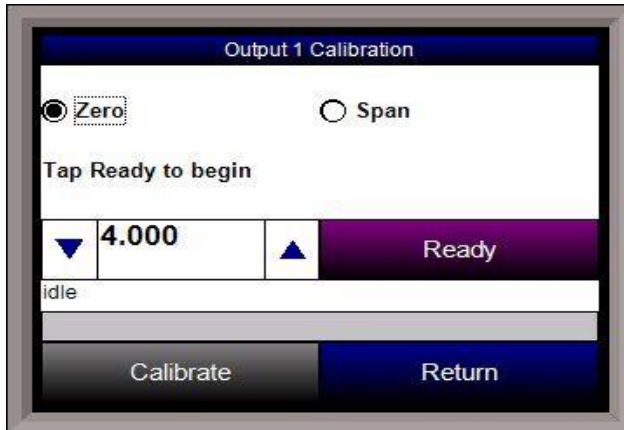 Output 1 Calibration
Zero Span
Tap Ready to begin
4.000 Ready
idle
Calibrate Return